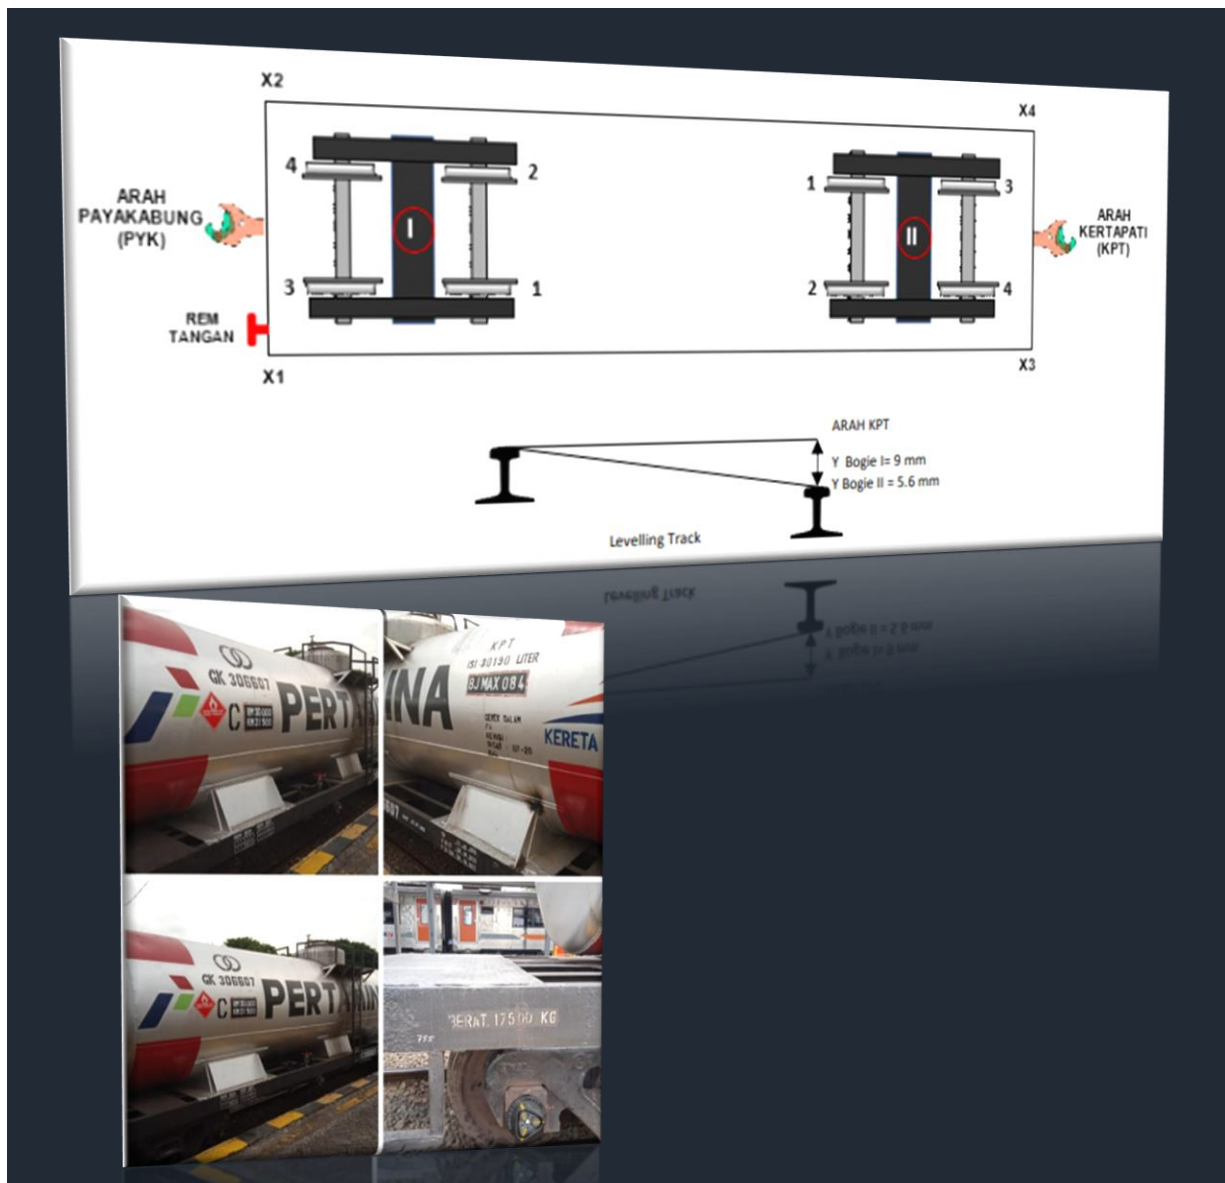 X2
X4
4
2
1
3
ARAH
PAYAKABUNG
(PYK)
I
II
ARAH
KERTAPATI
(KPT)
3
1
2
4
REM
TANGAN
X1
X3
ARAH KPT
Y Bogie I= 9 mm
Y Bogie II = 5.6 mm
Levelling Track
GK 306607
C
PERTA
KPT
ISI 30190 LITER
BJ MAX 084
INA
KERETA
GK 306607
C
PERTAMIN
BERAT. 17500 KG